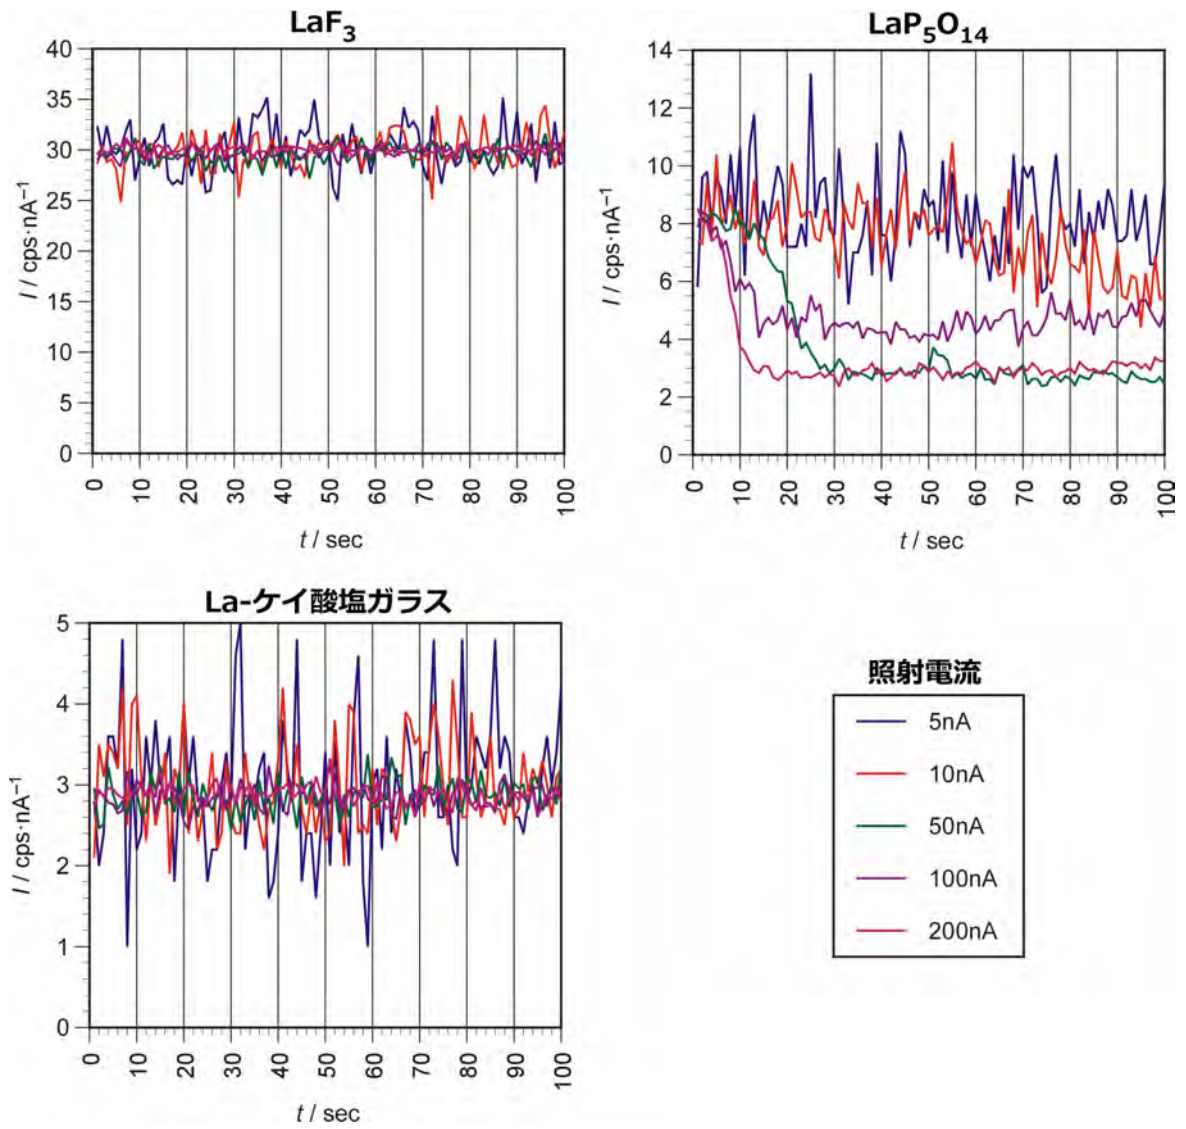 LaF₃
40
35
30
25
20
15
10
5
0
I / cps·nA⁻¹
0 10 20 30 40 50 60 70 80 90 100
t / sec
LaP₅O₁₄
14
12
10
8
6
4
2
0
I / cps·nA⁻¹
0 10 20 30 40 50 60 70 80 90 100
t / sec
La-ケイ酸塩ガラス
5
4
3
2
1
0
I / cps·nA⁻¹
0 10 20 30 40 50 60 70 80 90 100
t / sec
照射電流
5nA
10nA
50nA
100nA
200nA